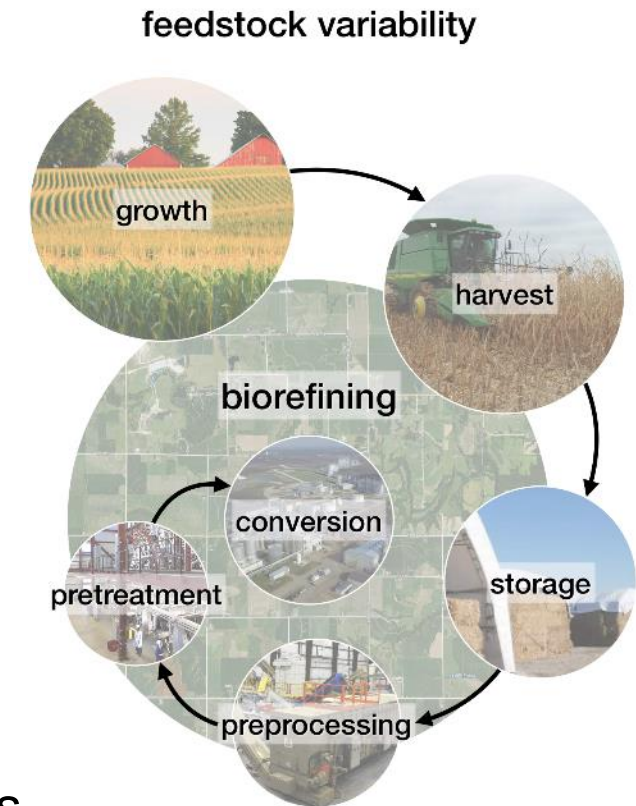 feedstock variability
growth
harvest
biorefining
conversion
storage
pretreatment
preprocessing
s